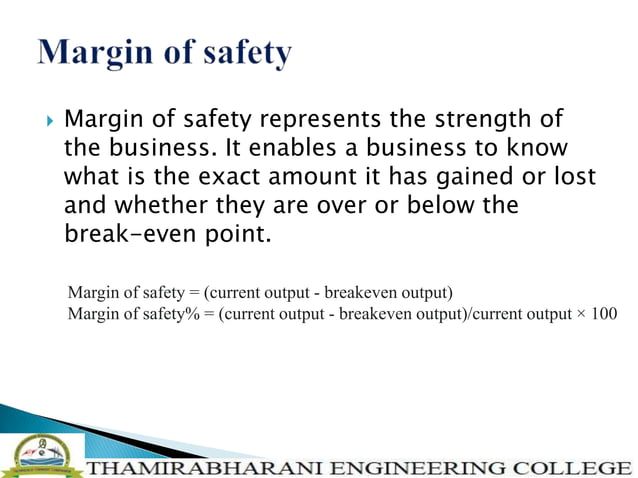 Margin of safety
Margin of safety represents the strength of
the business. It enables a business to know
what is the exact amount it has gained or lost
and whether they are over or below the
break-even point.
Margin of safety = (current output - breakeven output)
Margin of safety% = (current output - breakeven output)/current output × 100
THAMIRABHARANI ENGINEERING COLLEGE